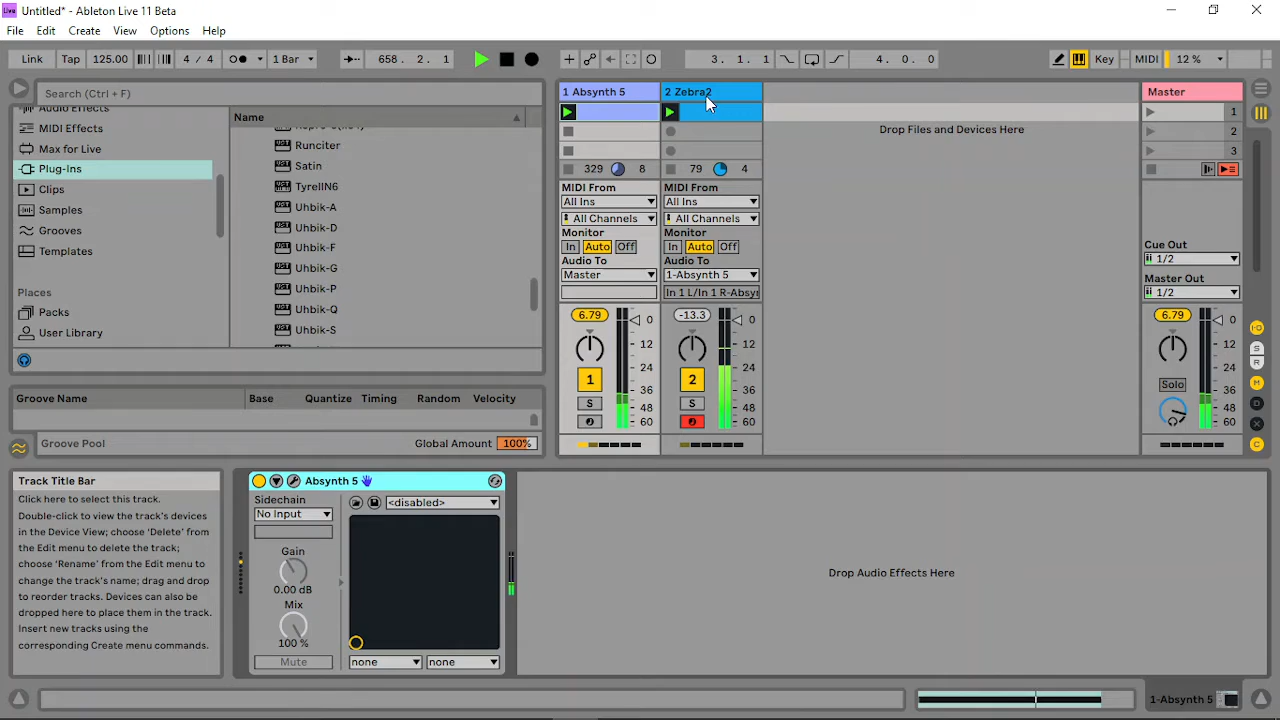 Live Untitled* - Ableton Live 11 Beta
File Edit Create View Options Help
Link Tap 125.00 4 / 4 1 Bar 658. 2. 1 3. 1. 1 4. 0. 0 Key MIDI 12 %
Search (Ctrl + F)
Audio Effects
MIDI Effects
Max for Live
Plug-Ins
Clips
Samples
Grooves
Templates
Places
Packs
User Library
Name
Runciter
Satin
TyrellN6
Uhbik-A
Uhbik-D
Uhbik-F
Uhbik-G
Uhbik-P
Uhbik-Q
Uhbik-S
1 Absynth 5 2 Zebra2 Master
1
Drop Files and Devices Here 2
3
329 8 79 4
MIDI From MIDI From
All Ins All Ins
All Channels All Channels
Monitor Monitor
In Auto Off In Auto Off
Audio To Audio To
Master 1-Absynth 5
In 1 L/In 1 R-Absy
Cue Out
1/2
Master Out
1/2
6.79 0 -13.3 0 6.79 0
12 12 12
24 24 24
1 2 36 36 Solo 36
S 48 S 48 48
60 60 60
I-O
S
R
M
D
X
C
Groove Name Base Quantize Timing Random Velocity
Groove Pool Global Amount 100%
Track Title Bar
Click here to select this track.
Double-click to view the track's devices
in the Device View; choose 'Delete' from
the Edit menu to delete the track;
choose 'Rename' from the Edit menu to
change the track's name; drag and drop
to reorder tracks. Devices can also be
dropped here to place them in the track.
Insert new tracks using the
corresponding Create menu commands.
Absynth 5
Sidechain
No Input
<disabled>
Gain
0.00 dB
Mix
100 %
Mute none none
Drop Audio Effects Here
1-Absynth 5